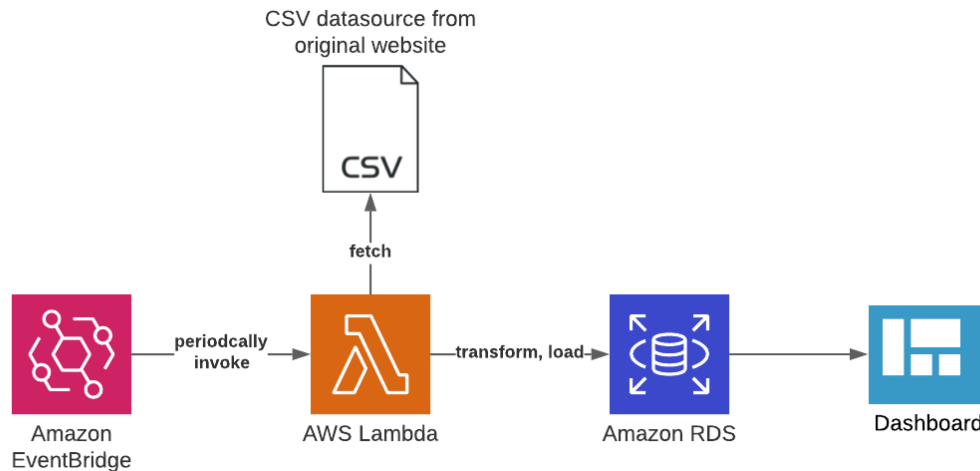 CSV datasource from
original website
CSV
fetch
periodcally
invoke
transform, load
Amazon
EventBridge
AWS Lambda
Amazon RDS
Dashboard